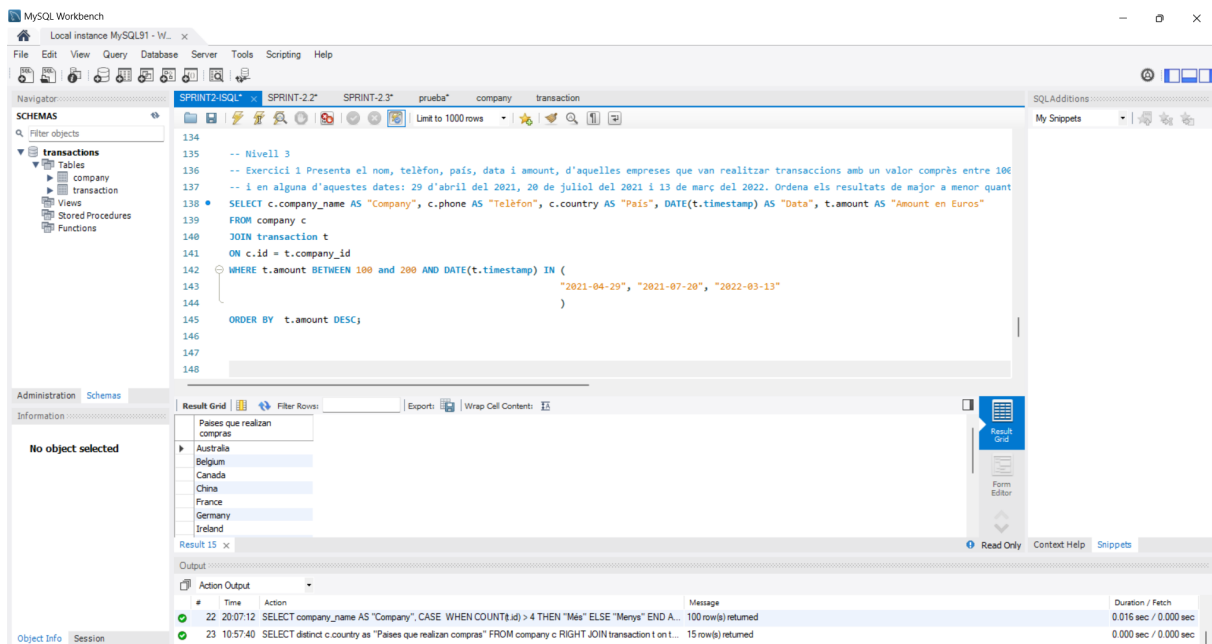 MySQL Workbench
Local instance MySQL91 - W... ×
File Edit View Query Database Server Tools Scripting Help
Navigator
SCHEMAS
Filter objects
transactions
Tables
company
transaction
Views
Stored Procedures
Functions
Administration Schemas
Information
No object selected
Object Info Session
SPRINT2-ISQL* × SPRINT-2.2* SPRINT-2.3* prueba* company transaction
Limit to 1000 rows
134
135 -- Nivell 3
136 -- Exercici 1 Presenta el nom, telèfon, país, data i amount, d'aquelles empreses que van realitzar transaccions amb un valor comprès entre 100
137 -- i en alguna d'aquestes dates: 29 d'abril del 2021, 20 de juliol del 2021 i 13 de març del 2022. Ordena els resultats de major a menor quant
138 SELECT c.company_name AS "Company", c.phone AS "Telèfon", c.country AS "País", DATE(t.timestamp) AS "Data", t.amount AS "Amount en Euros"
139 FROM company c
140 JOIN transaction t
141 ON c.id = t.company_id
142 WHERE t.amount BETWEEN 100 and 200 AND DATE(t.timestamp) IN (
143 "2021-04-29", "2021-07-20", "2022-03-13"
144 )
145 ORDER BY t.amount DESC;
146
147
148
Result Grid Filter Rows: Export: Wrap Cell Content:
Paises que realizan
compras
Australia
Belgium
Canada
China
France
Germany
Ireland
Result Grid
Form Editor
Result 15 ×
Read Only
SQLAdditions
My Snippets
Context Help Snippets
Output
Action Output
# Time Action Message Duration / Fetch
22 20:07:12 SELECT company_name AS "Company", CASE WHEN COUNT(t.id) > 4 THEN "Més" ELSE "Menys" END A... 100 row(s) returned 0.016 sec / 0.000 sec
23 10:57:40 SELECT distinct c.country as "Paises que realizan compras" FROM company c RIGHT JOIN transaction t on t... 15 row(s) returned 0.000 sec / 0.000 sec